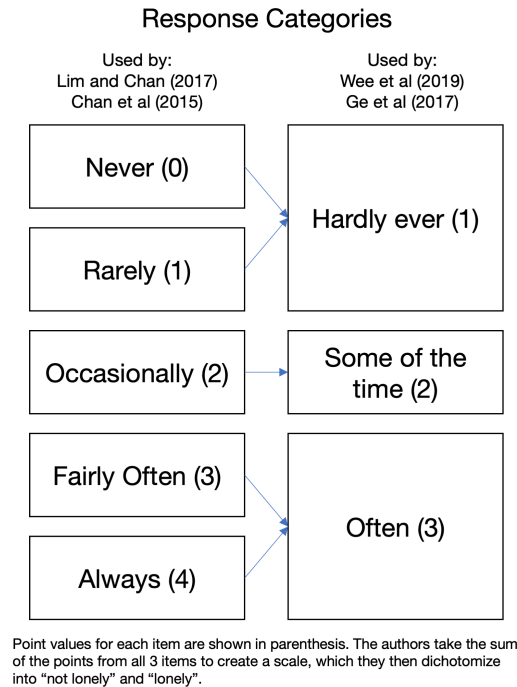 Response Categories
Used by:
Lim and Chan (2017)
Chan et al (2015)
Used by:
Wee et al (2019)
Ge et al (2017)
Never (0)
Rarely (1)
Hardly ever (1)
Occasionally (2)
Some of the
time (2)
Fairly Often (3)
Always (4)
Often (3)
Point values for each item are shown in parenthesis. The authors take the sum
of the points from all 3 items to create a scale, which they then dichotomize
into “not lonely” and “lonely”.